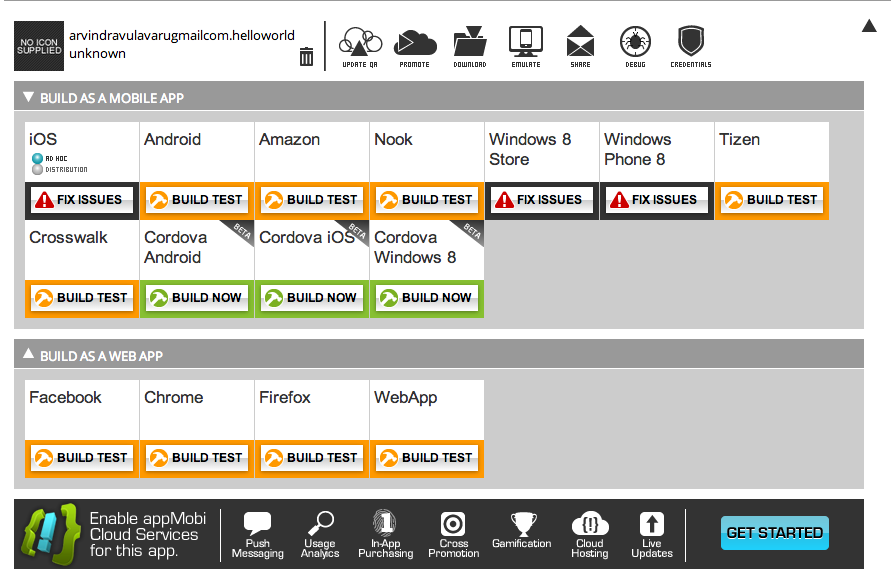 NO ICON
SUPPLIED
arvindravulavarugmailcom.helloworld
unknown
UPDATE QA
PROMOTE
DOWNLOAD
EMULATE
SHARE
DEBUG
CREDENTIALS
BUILD AS A MOBILE APP
iOS
AD HOC
DISTRIBUTION
Android
Amazon
Nook
Windows 8
Store
Windows
Phone 8
Tizen
FIX ISSUES
BUILD TEST
BUILD TEST
BUILD TEST
FIX ISSUES
FIX ISSUES
BUILD TEST
Crosswalk
Cordova
Android
BETA
Cordova iOS
BETA
Cordova
Windows 8
BETA
BUILD TEST
BUILD NOW
BUILD NOW
BUILD NOW
BUILD AS A WEB APP
Facebook
Chrome
Firefox
WebApp
BUILD TEST
BUILD TEST
BUILD TEST
BUILD TEST
Enable appMobi
Cloud Services
for this app.
Push
Messaging
Usage
Analyics
1
In-App
Purchasing
Cross
Promotion
Gamification
{!}
Cloud
Hosting
Live
Updates
GET STARTED